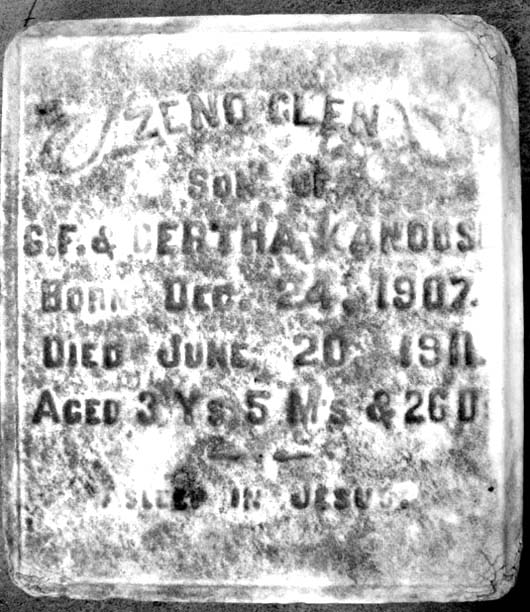 ZENO GLEN
SON OF
G.F. & BERTHA KANOUS
BORN DEC. 24, 1907.
DIED JUNE 20 1911.
AGED 3 YS 5 MS & 26 D
ASLEEP IN JESUS.